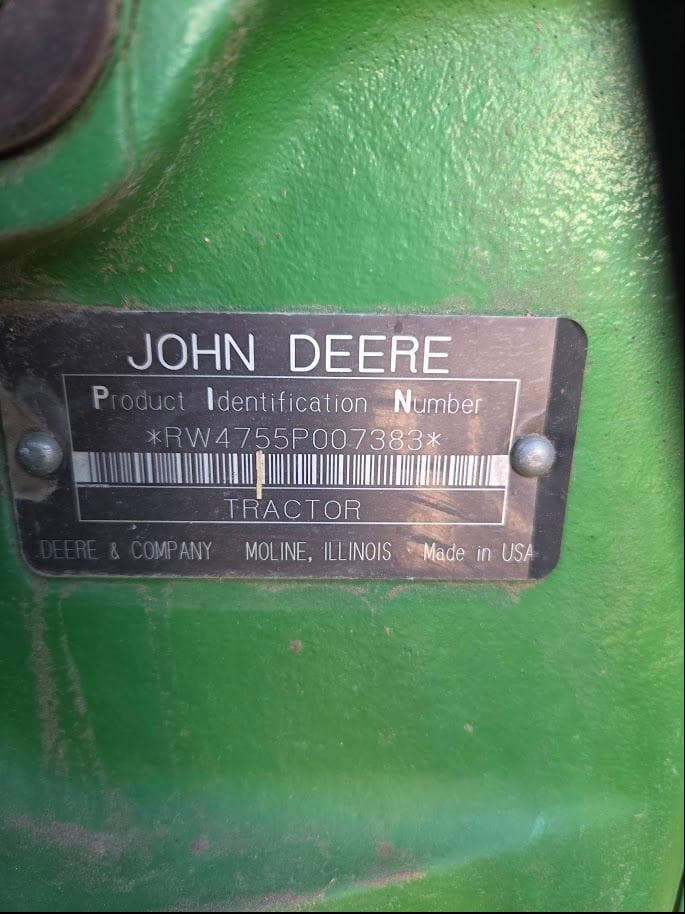 JOHN DEERE
Product Identification Number
*RW4755P007383*
TRACTOR
DEERE & COMPANY MOLINE, ILLINOIS Made in USA